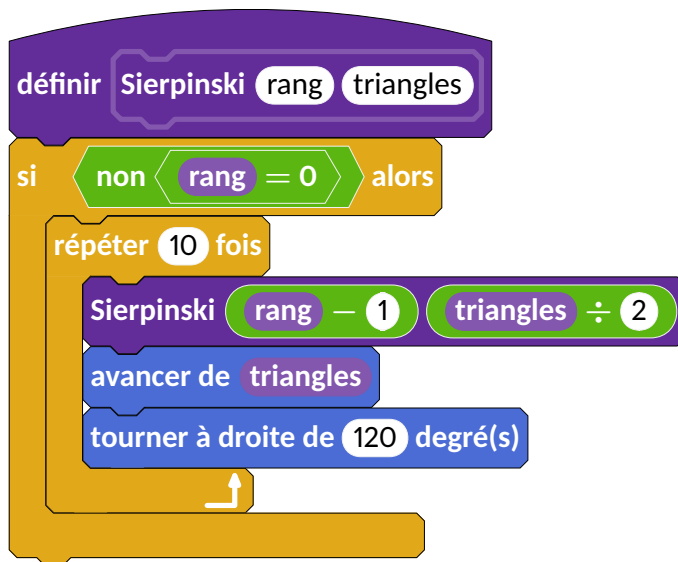 définir Sierpinski rang triangles
si non rang = 0 alors
répéter 10 fois
Sierpinski rang − 1 triangles ÷ 2
avancer de triangles
tourner à droite de 120 degré(s)